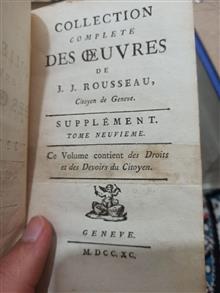 COLLECTION
COMPLETE
DES ŒUVRES
DE
J. J. ROUSSEAU,
Citoyen de Geneve.
SUPPLÉMENT.
TOME NEUVIEME.
Ce Volume contient des Droits
et des Devoirs du Citoyen.
GENEVE.
M. DCC. XC.